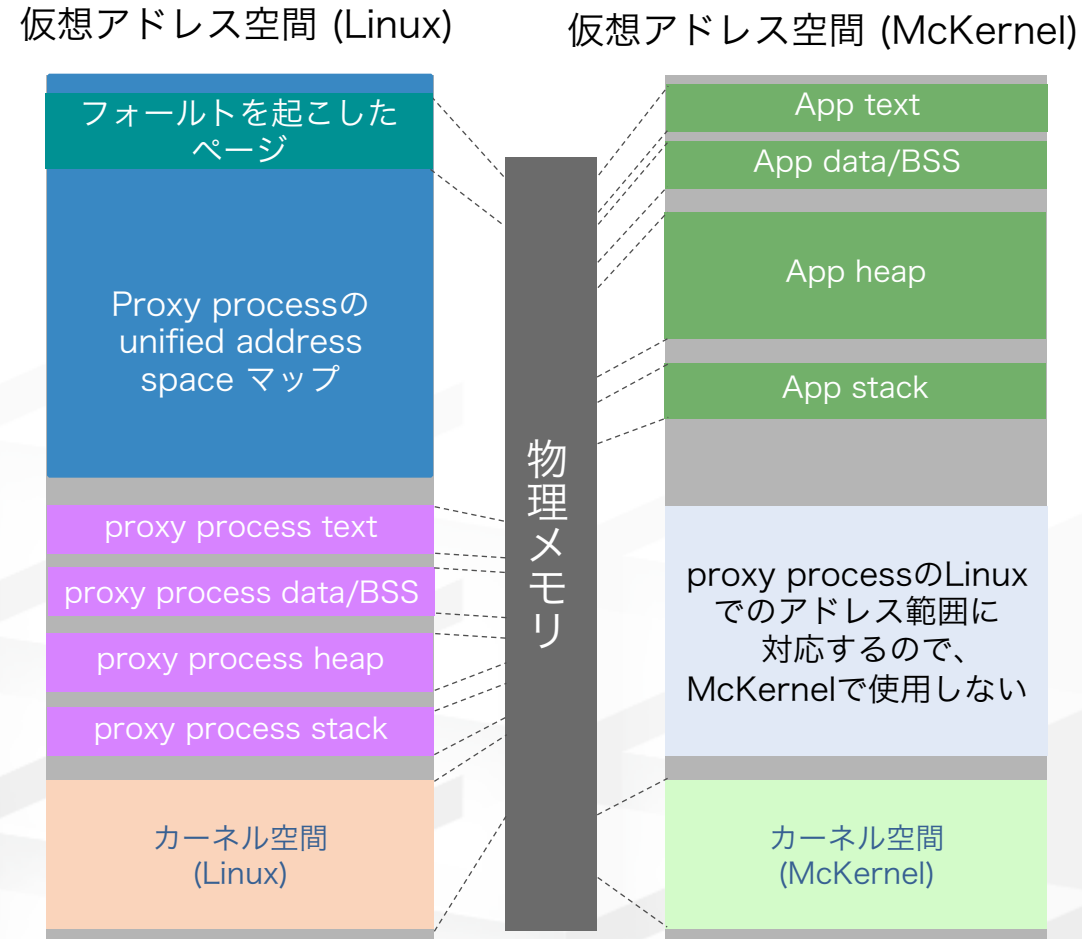 仮想アドレス空間 (Linux)
フォールトを起こした
ページ
Proxy processの
unified address
space マップ
proxy process text
proxy process data/BSS
proxy process heap
proxy process stack
カーネル空間
(Linux)
物理メモリ
仮想アドレス空間 (McKernel)
App text
App data/BSS
App heap
App stack
proxy processのLinux
でのアドレス範囲に
対応するので、
McKernelで使用しない
カーネル空間
(McKernel)